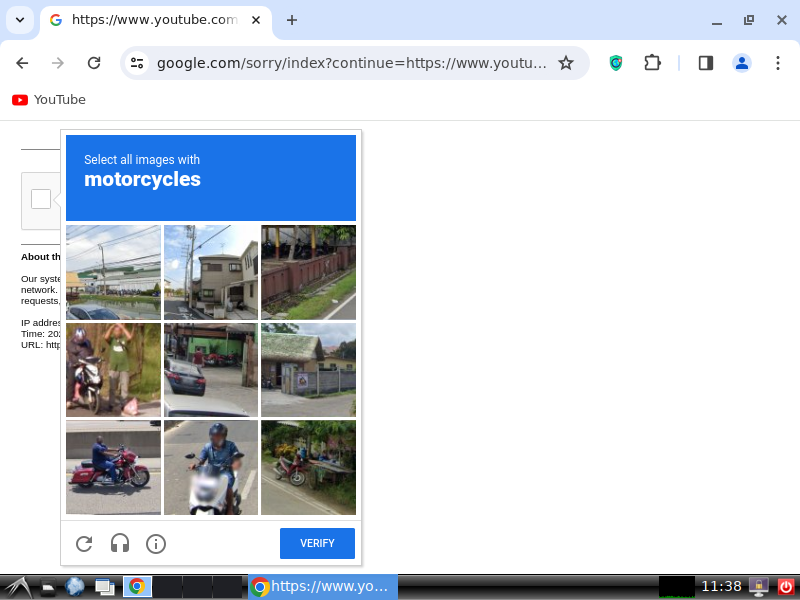 https://www.youtube.com
google.com/sorry/index?continue=https://www.youtu...
YouTube
Select all images with
motorcycles
About th
Our syste
network.
requests,
IP addres
Time: 202
URL: http
VERIFY
https://www.yo...
11:38